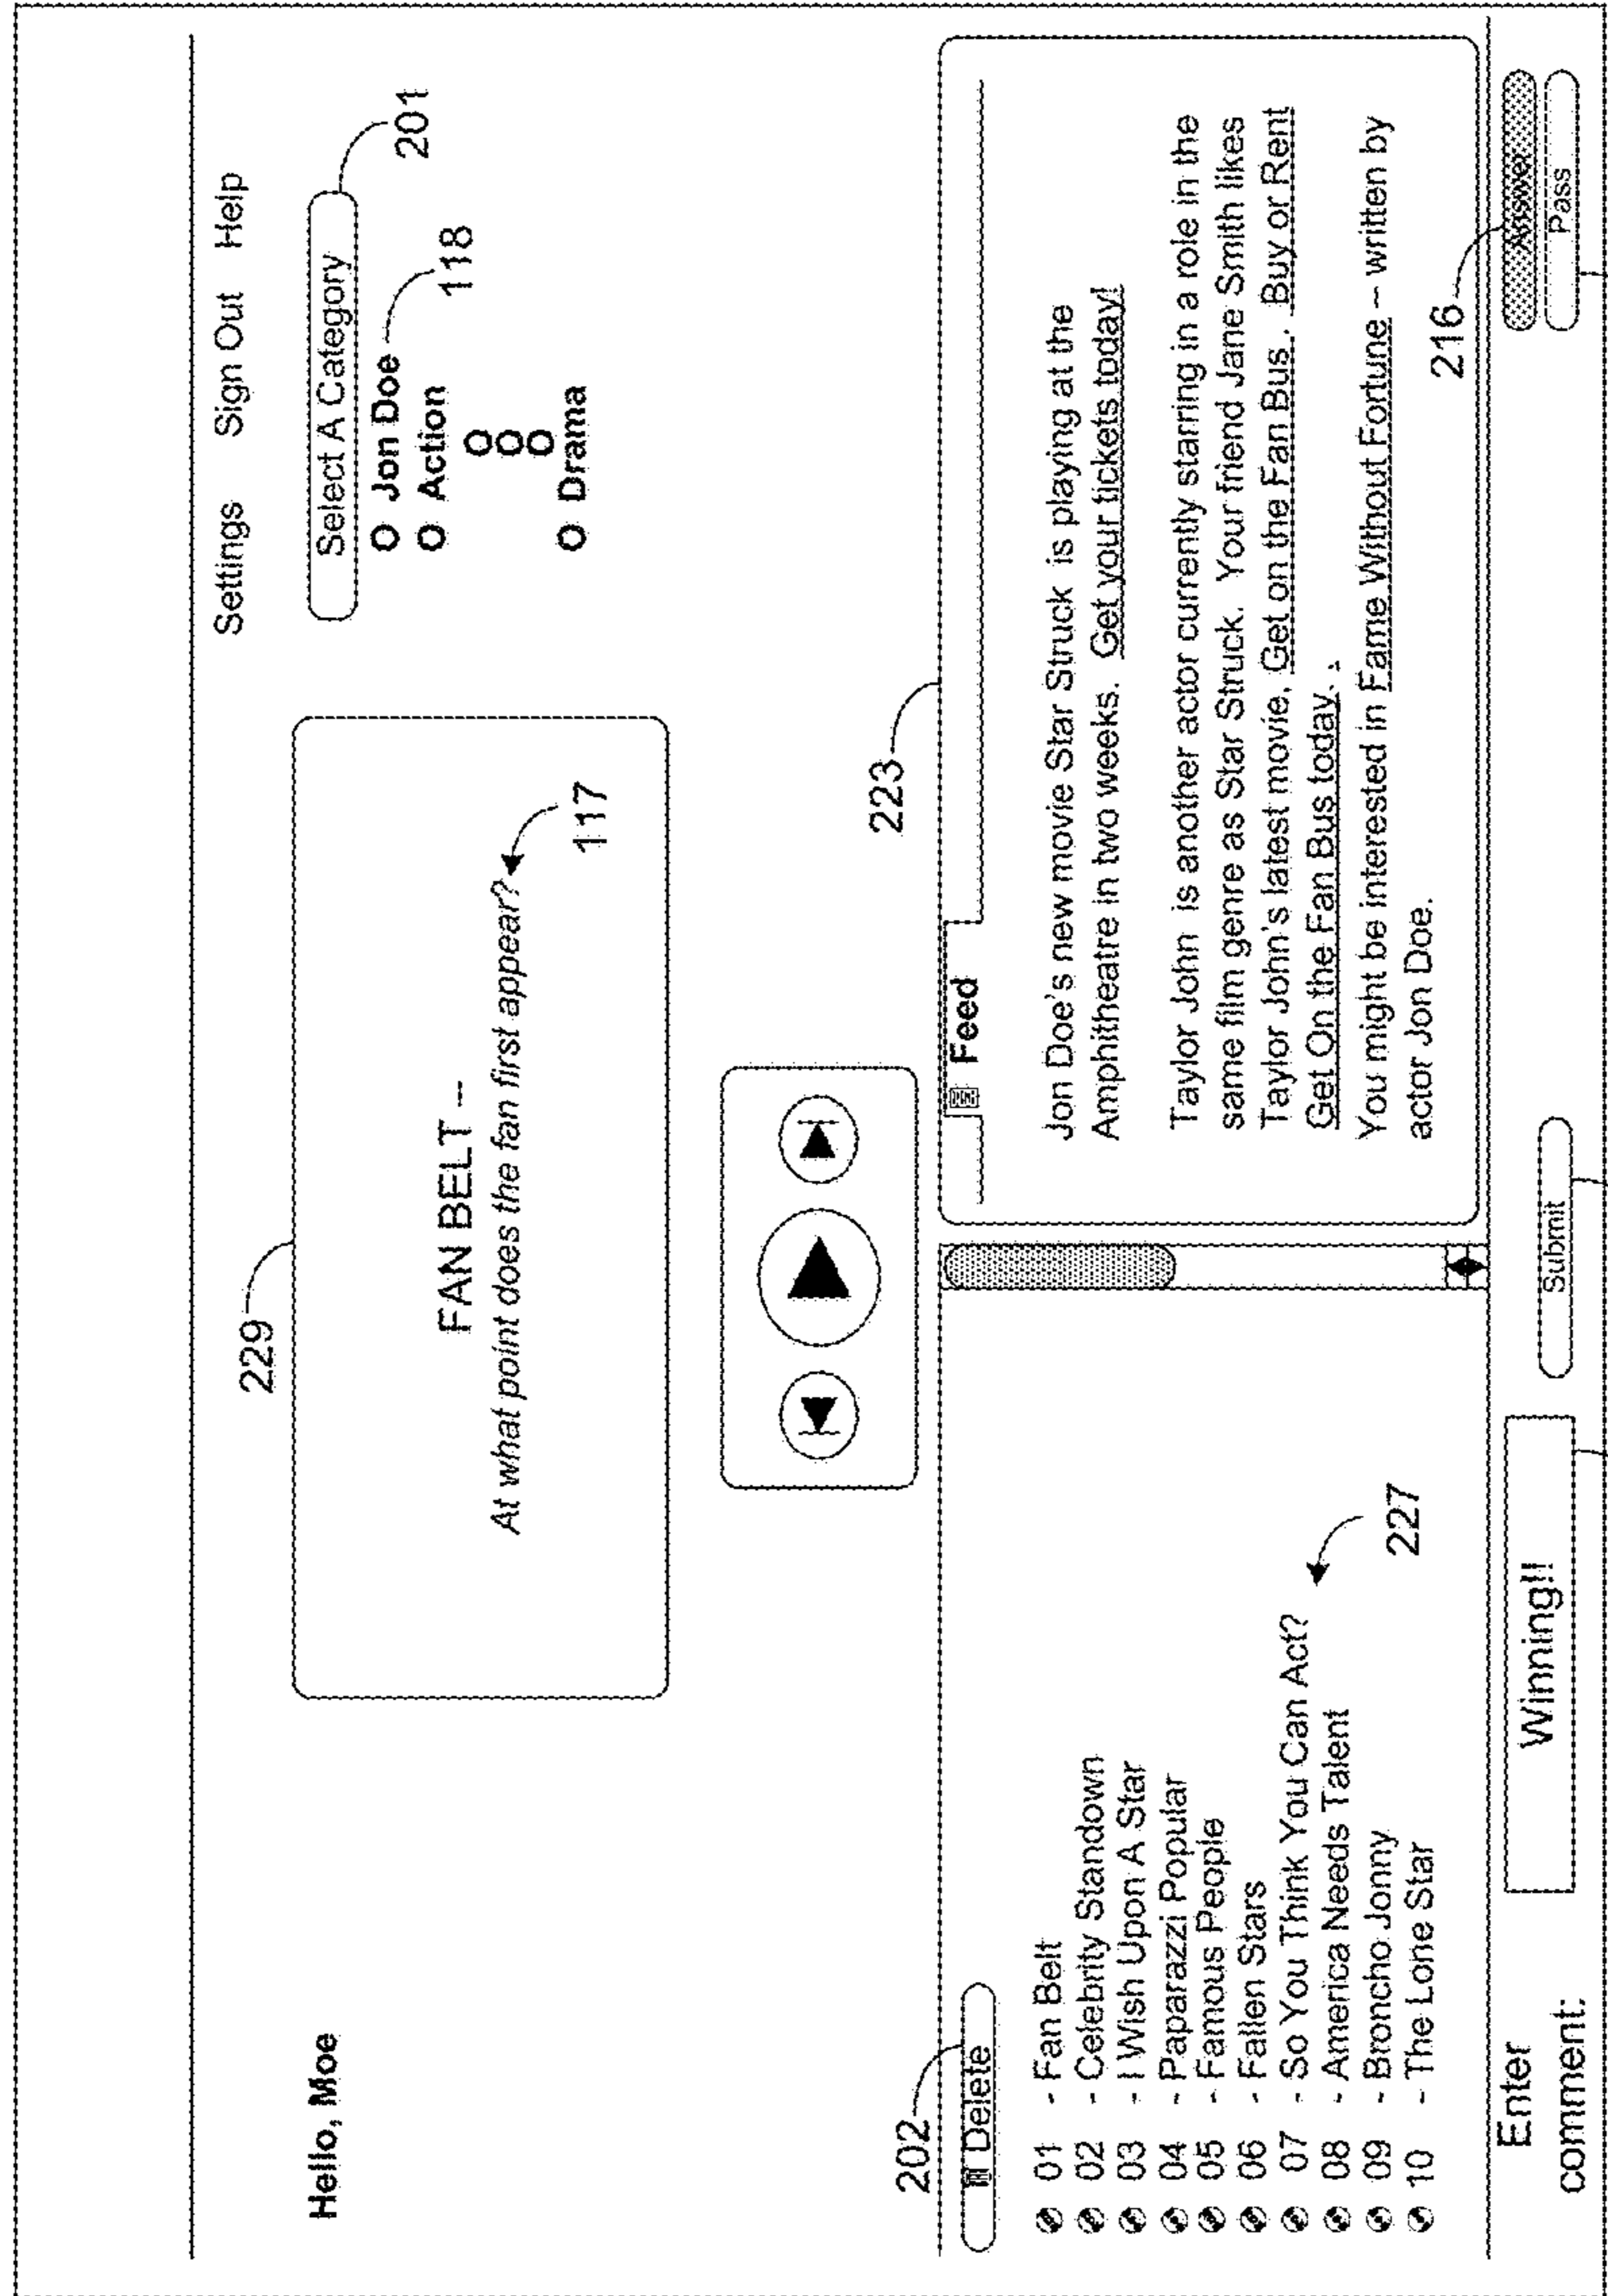 Settings Sign Out Help
Hello, Moe
229
Select A Category
201
Jon Doe
118
Action
Drama
FAN BELT --
At what point does the fan first appear?
117
202
Delete
01 - Fan Belt
02 - Celebrity Standown
03 - I Wish Upon A Star
04 - Paparazzi Popular
05 - Famous People
06 - Fallen Stars
07 - So You Think You Can Act?
08 - America Needs Talent
09 - Broncho Jonny
10 - The Lone Star
227
223
Feed
Jon Doe's new movie Star Struck is playing at the
Amphitheatre in two weeks. Get your tickets today!
Taylor John is another actor currently starring in a role in the
same film genre as Star Struck. Your friend Jane Smith likes
Taylor John's latest movie, Get on the Fan Bus. Buy or Rent
Get On the Fan Bus today. .
You might be interested in Fame Without Fortune – written by
actor Jon Doe.
216
Enter
comment:
Winning!!
Submit
Answer
Pass